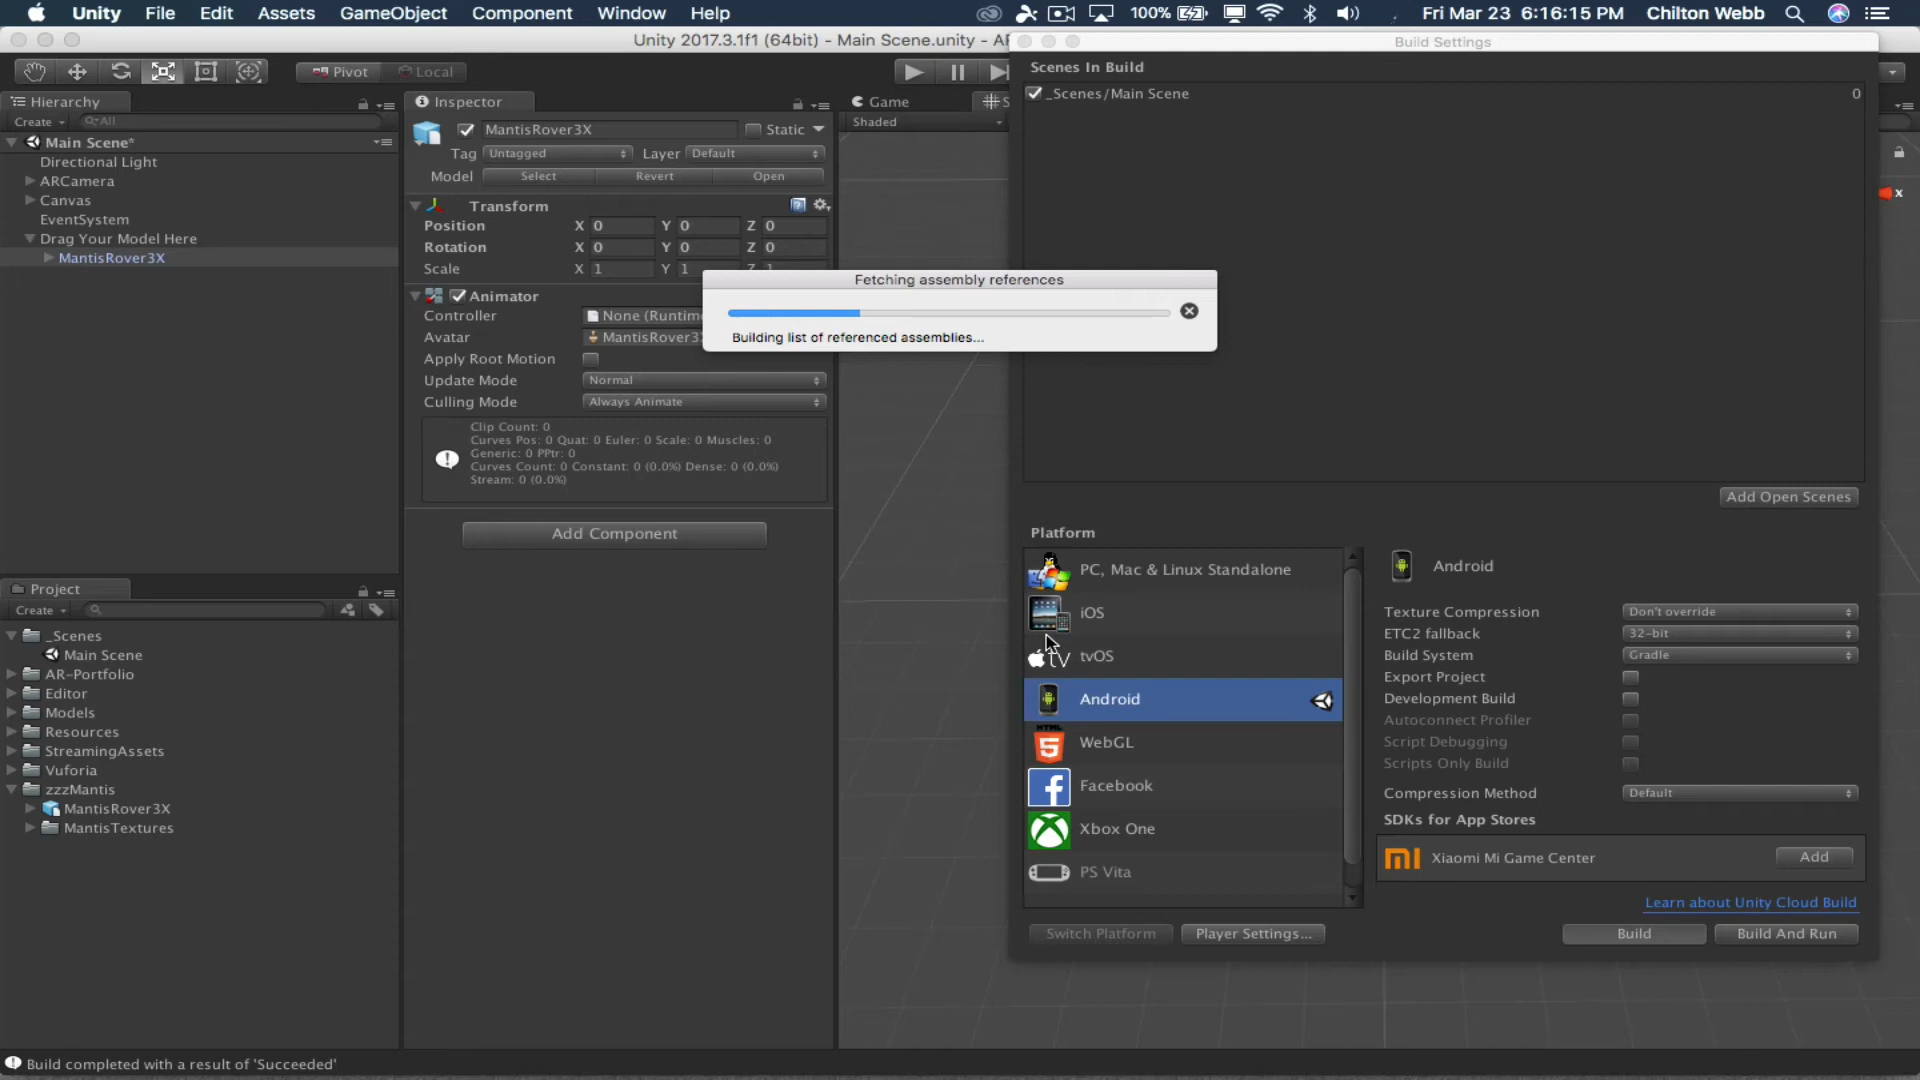 Unity File Edit Assets GameObject Component Window Help 100% Fri Mar 23 6:16:15 PM Chilton Webb
Unity 2017.3.1f1 (64bit) - Main Scene.unity - AR
Build Settings
Pivot Local
Scenes In Build
_Scenes/Main Scene 0
Add Open Scenes
Hierarchy
Create All
Main Scene*
Directional Light
ARCamera
Canvas
EventSystem
Drag Your Model Here
MantisRover3X
Inspector
MantisRover3X Static
Tag Untagged Layer Default
Model Select Revert Open
Transform
Position X 0 Y 0 Z 0
Rotation X 0 Y 0 Z 0
Scale X 1 Y 1 Z 1
Animator
Controller None (Runtim
Avatar MantisRover3
Apply Root Motion
Update Mode Normal
Culling Mode Always Animate
Clip Count: 0
Curves Pos: 0 Quat: 0 Euler: 0 Scale: 0 Muscles: 0
Generic: 0 PPtr: 0
Curves Count: 0 Constant: 0 (0.0%) Dense: 0 (0.0%)
Stream: 0 (0.0%)
Add Component
Game S
Shaded
x
Fetching assembly references
Building list of referenced assemblies...
Platform
PC, Mac & Linux Standalone
iOS
tv tvOS
Android
HTML 5 WebGL
Facebook
Xbox One
PS Vita
Android
Texture Compression Don't override
ETC2 fallback 32-bit
Build System Gradle
Export Project
Development Build
Autoconnect Profiler
Script Debugging
Scripts Only Build
Compression Method Default
SDKs for App Stores
Xiaomi Mi Game Center Add
Learn about Unity Cloud Build
Switch Platform Player Settings... Build Build And Run
Project
Create
_Scenes
Main Scene
AR-Portfolio
Editor
Models
Resources
StreamingAssets
Vuforia
zzzMantis
MantisRover3X
MantisTextures
Build completed with a result of 'Succeeded'